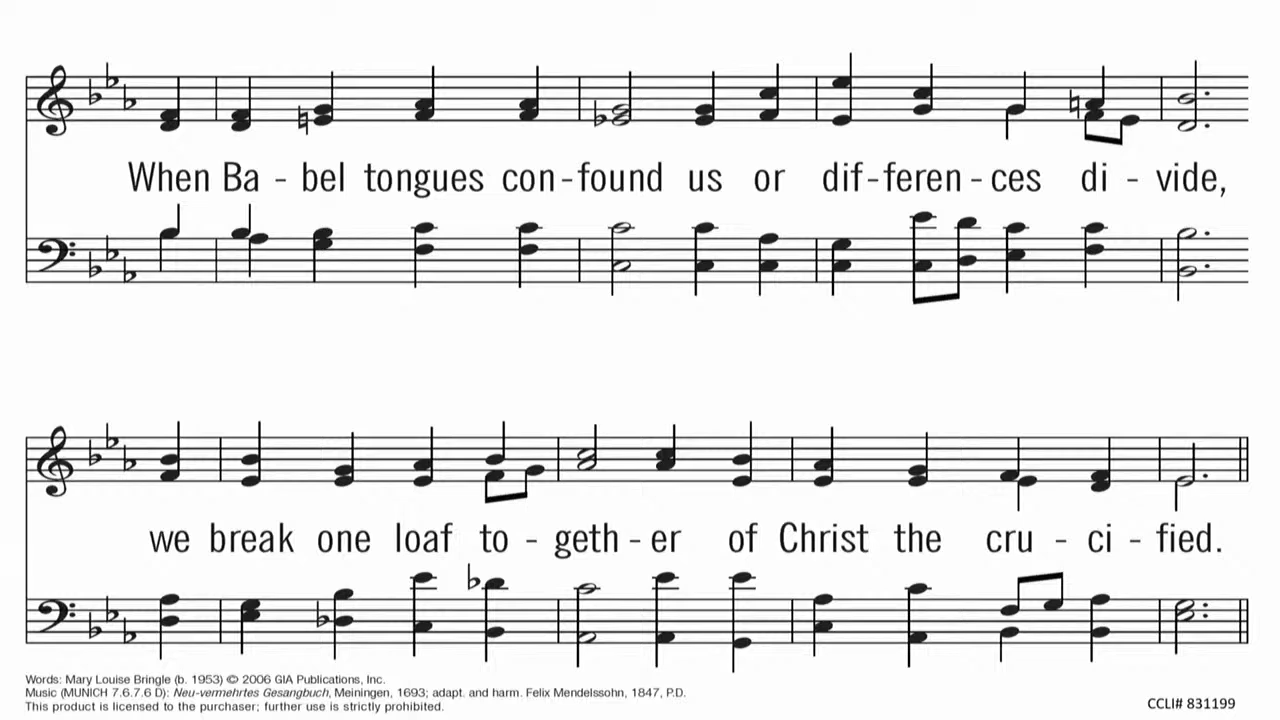 When Ba - bel tongues con - found us or dif - feren - ces di - vide,
we break one loaf to - geth - er of Christ the cru - ci - fied.
Words: Mary Louise Bringle (b. 1953) © 2006 GIA Publications, Inc.
Music (MUNICH 7.6.7.6 D): Neu-vermehrtes Gesangbuch, Meiningen, 1693; adapt. and harm. Felix Mendelssohn, 1847, P.D.
This product is licensed to the purchaser; further use is strictly prohibited.
CCLI# 831199